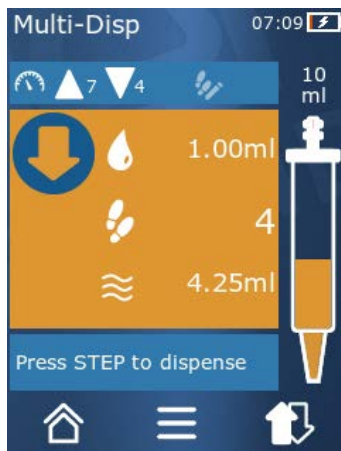 Multi-Disp 07:09
7 4 10
ml
1.00ml
4
4.25ml
Press STEP to dispense